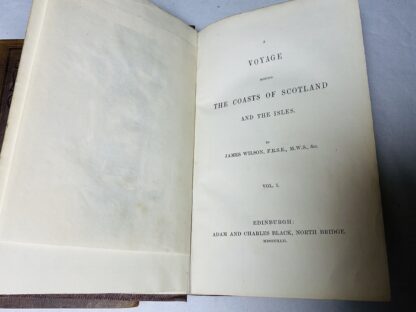 A
VOYAGE
ROUND
THE COASTS OF SCOTLAND
AND THE ISLES.
BY
JAMES WILSON, F.R.S.E., M.W.S., &c.
VOL. I.
EDINBURGH:
ADAM AND CHARLES BLACK, NORTH BRIDGE.
MDCCCXLII.